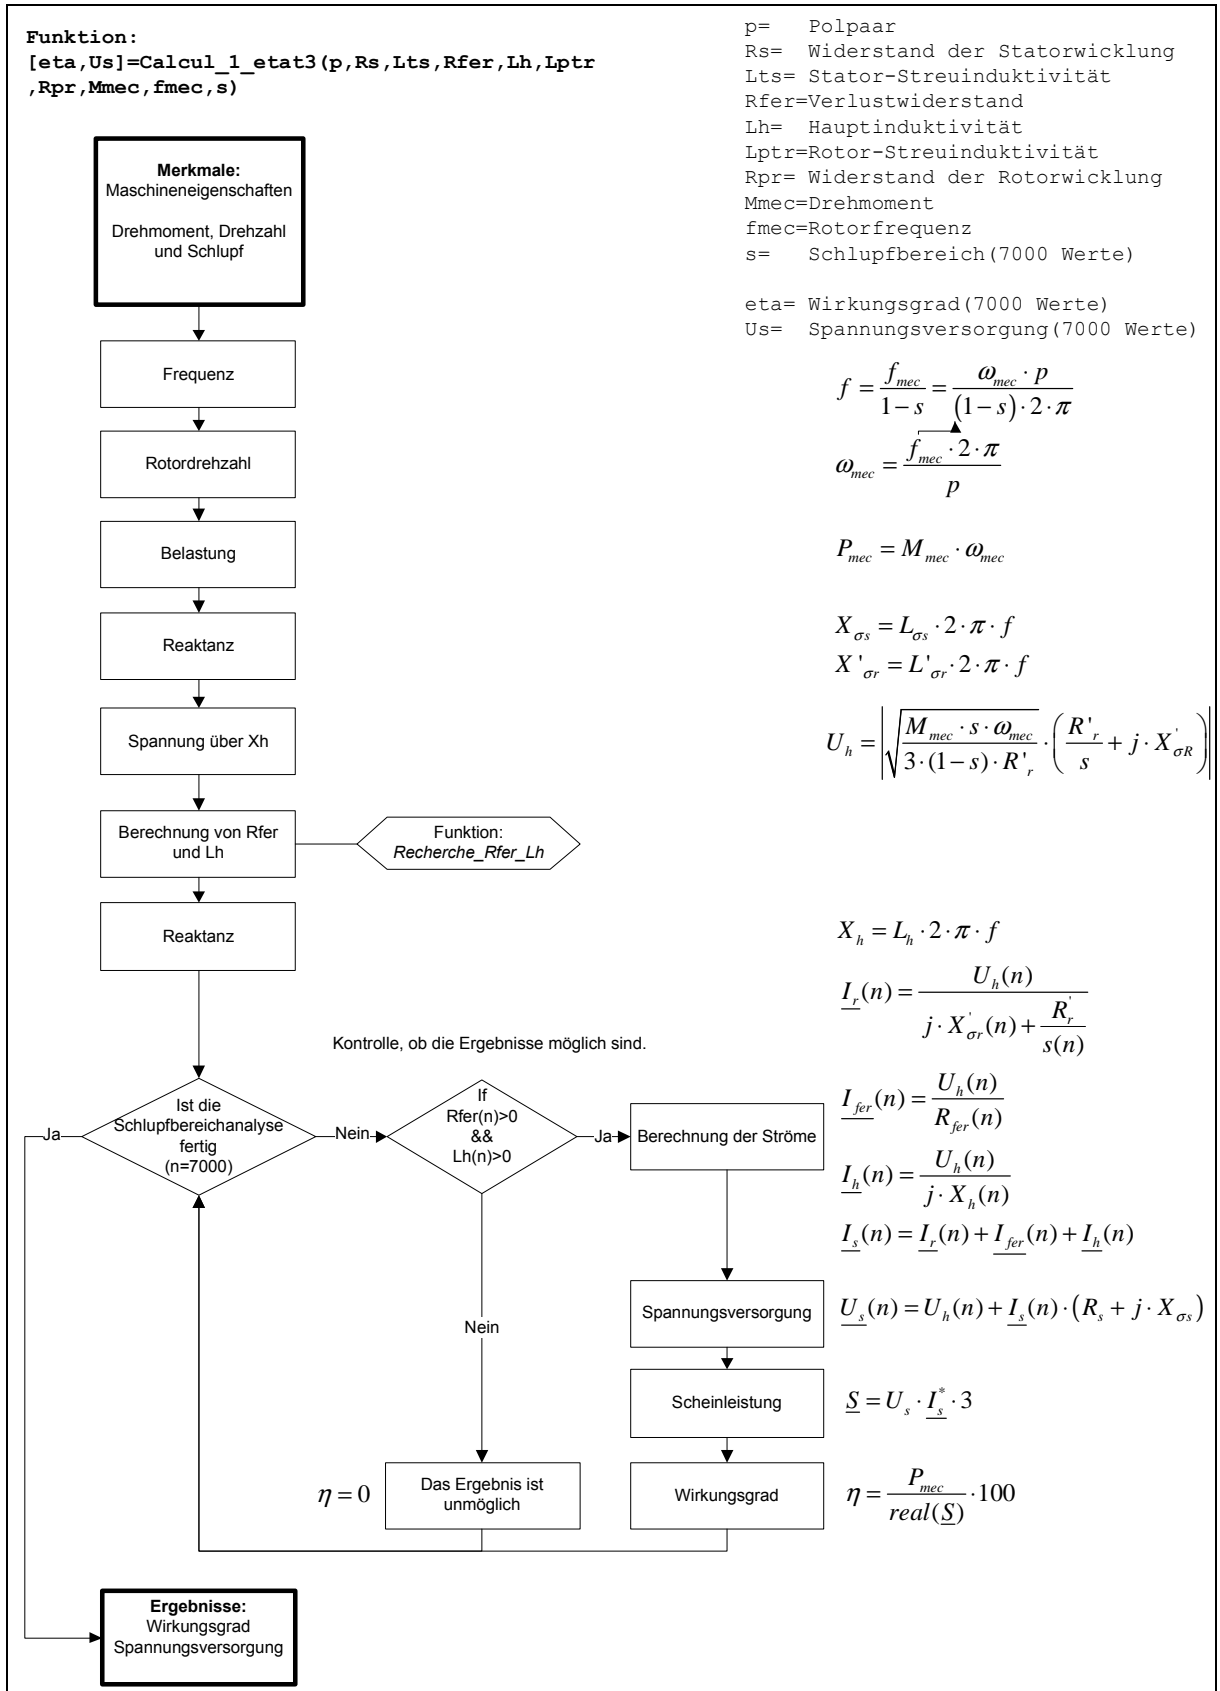 Funktion:
[eta,Us]=Calcul_1_etat3(p,Rs,Lts,Rfer,Lh,Lptr
,Rpr,Mmec,fmec,s)
p= Polpaar
Rs= Widerstand der Statorwicklung
Lts= Stator-Streuinduktivität
Rfer=Verlustwiderstand
Lh= Hauptinduktivität
Lptr=Rotor-Streuinduktivität
Rpr= Widerstand der Rotorwicklung
Mmec=Drehmoment
fmec=Rotorfrequenz
s= Schlupfbereich(7000 Werte)
eta= Wirkungsgrad(7000 Werte)
Us= Spannungsversorgung(7000 Werte)
Merkmale:
Maschineneigenschaften
Drehmoment, Drehzahl
und Schlupf
Frequenz
f = f_mec / (1 − s) = ω_mec · p / ((1 − s) · 2 · π)
Rotordrehzahl
ω_mec = f_mec · 2 · π / p
Belastung
P_mec = M_mec · ω_mec
Reaktanz
X_σs = L_σs · 2 · π · f
X'_σr = L'_σr · 2 · π · f
Spannung über Xh
U_h = |√(M_mec · s · ω_mec / (3 · (1 − s) · R'_r)) · (R'_r / s + j · X'_σR)|
Berechnung von Rfer
und Lh
Funktion:
Recherche_Rfer_Lh
Reaktanz
X_h = L_h · 2 · π · f
I_r(n) = U_h(n) / (j · X'_σr(n) + R'_r / s(n))
Kontrolle, ob die Ergebnisse möglich sind.
Ist die
Schlupfbereichanalyse
fertig
(n=7000)
Ja
Nein
If
Rfer(n)>0
&&
Lh(n)>0
Ja
Berechnung der Ströme
I_fer(n) = U_h(n) / R_fer(n)
I_h(n) = U_h(n) / (j · X_h(n))
I_s(n) = I_r(n) + I_fer(n) + I_h(n)
Nein
Spannungsversorgung
U_s(n) = U_h(n) + I_s(n) · (R_s + j · X_σs)
Scheinleistung
S = U_s · I_s^* · 3
η = 0
Das Ergebnis ist
unmöglich
Wirkungsgrad
η = P_mec / real(S) · 100
Ergebnisse:
Wirkungsgrad
Spannungsversorgung